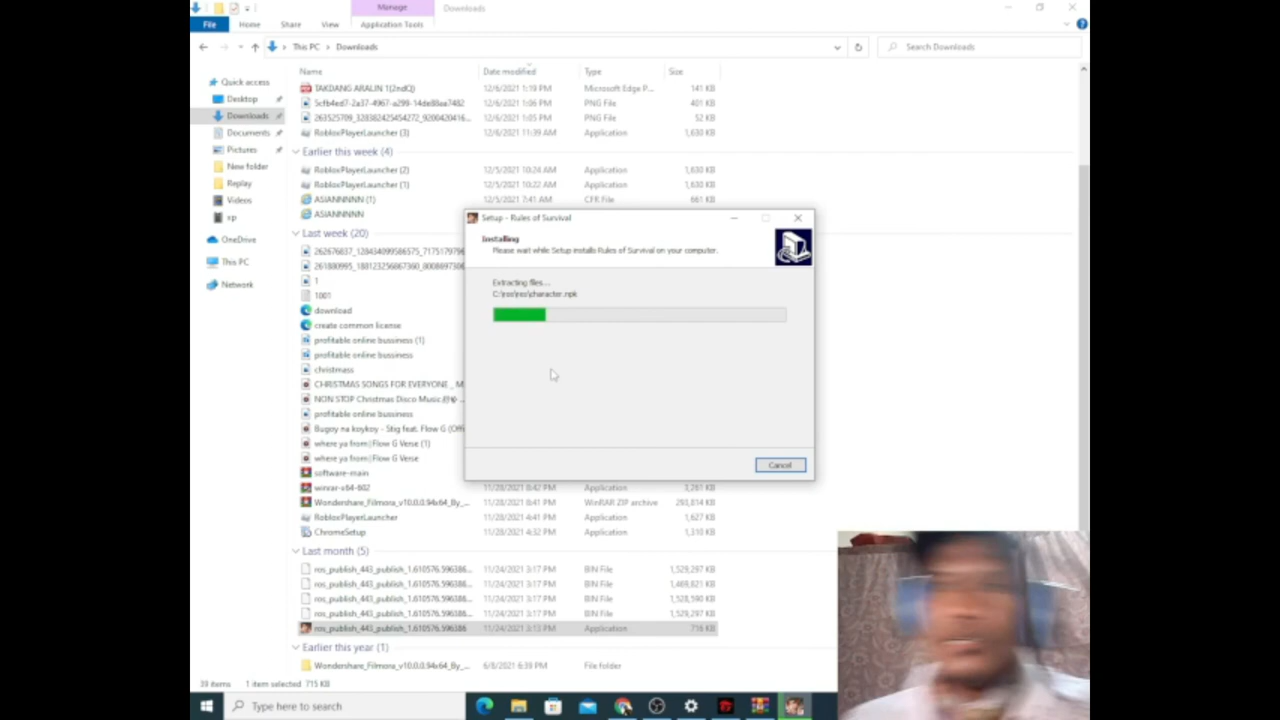 Manage
Downloads
File
Home
Share
View
Application Tools
This PC > Downloads
Search Downloads
Name
Date modified
Type
Size
Quick access
Desktop
Downloads
Documents
Pictures
New folder
Replay
Videos
xp
OneDrive
This PC
Network
TAKDANG ARALIN 1(2ndQ) 12/6/2021 1:19 PM Microsoft Edge P... 141 KB
5cfb4ed7-2a37-4967-a299-14de88aa7482 12/6/2021 1:06 PM PNG File 401 KB
263525709_328382425454272_9200420416... 12/6/2021 1:05 PM PNG File 52 KB
RobloxPlayerLauncher (3) 12/6/2021 11:39 AM Application 1,630 KB
Earlier this week (4)
RobloxPlayerLauncher (2) 12/5/2021 10:24 AM Application 1,630 KB
RobloxPlayerLauncher (1) 12/5/2021 10:22 AM Application 1,630 KB
ASIANNNNN (1) 12/5/2021 7:41 AM CFR File 661 KB
ASIANNNNN
Last week (20)
1
1001
download
create common license
profitable online bussiness (1)
profitable online bussiness
christmass
CHRISTMAS SONGS FOR EVERYONE _ M
NON STOP Christmas Disco Music
profitable online bussiness
Bugoy na koykoy - Stig feat. Flow G (Offi
where ya from|Flow G Verse (1)
where ya from|Flow G Verse
software-main
winrar-x64-602 11/28/2021 8:42 PM Application 3,261 KB
Wondershare_Filmora_v10.0.0.94x64_By_... 11/28/2021 8:41 PM WinRAR ZIP archive 293,814 KB
RobloxPlayerLauncher 11/28/2021 4:41 PM Application 1,627 KB
ChromeSetup 11/28/2021 4:32 PM Application 1,310 KB
Last month (5)
ros_publish_443_publish_1.610576.596386... 11/24/2021 3:17 PM BIN File 1,529,297 KB
ros_publish_443_publish_1.610576.596386... 11/24/2021 3:17 PM BIN File 1,469,821 KB
ros_publish_443_publish_1.610576.596386... 11/24/2021 3:17 PM BIN File 1,528,590 KB
ros_publish_443_publish_1.610576.596386... 11/24/2021 3:17 PM BIN File 1,529,297 KB
ros_publish_443_publish_1.610576.596386 11/24/2021 3:13 PM Application 716 KB
Earlier this year (1)
Wondershare_Filmora_v10.0.0.94x64_By_... 6/8/2021 6:39 PM File folder
39 items 1 item selected 715 KB
Setup - Rules of Survival
Installing
Please wait while Setup installs Rules of Survival on your computer.
Extracting files...
C:\ros\ros\character.npk
Cancel
Type here to search